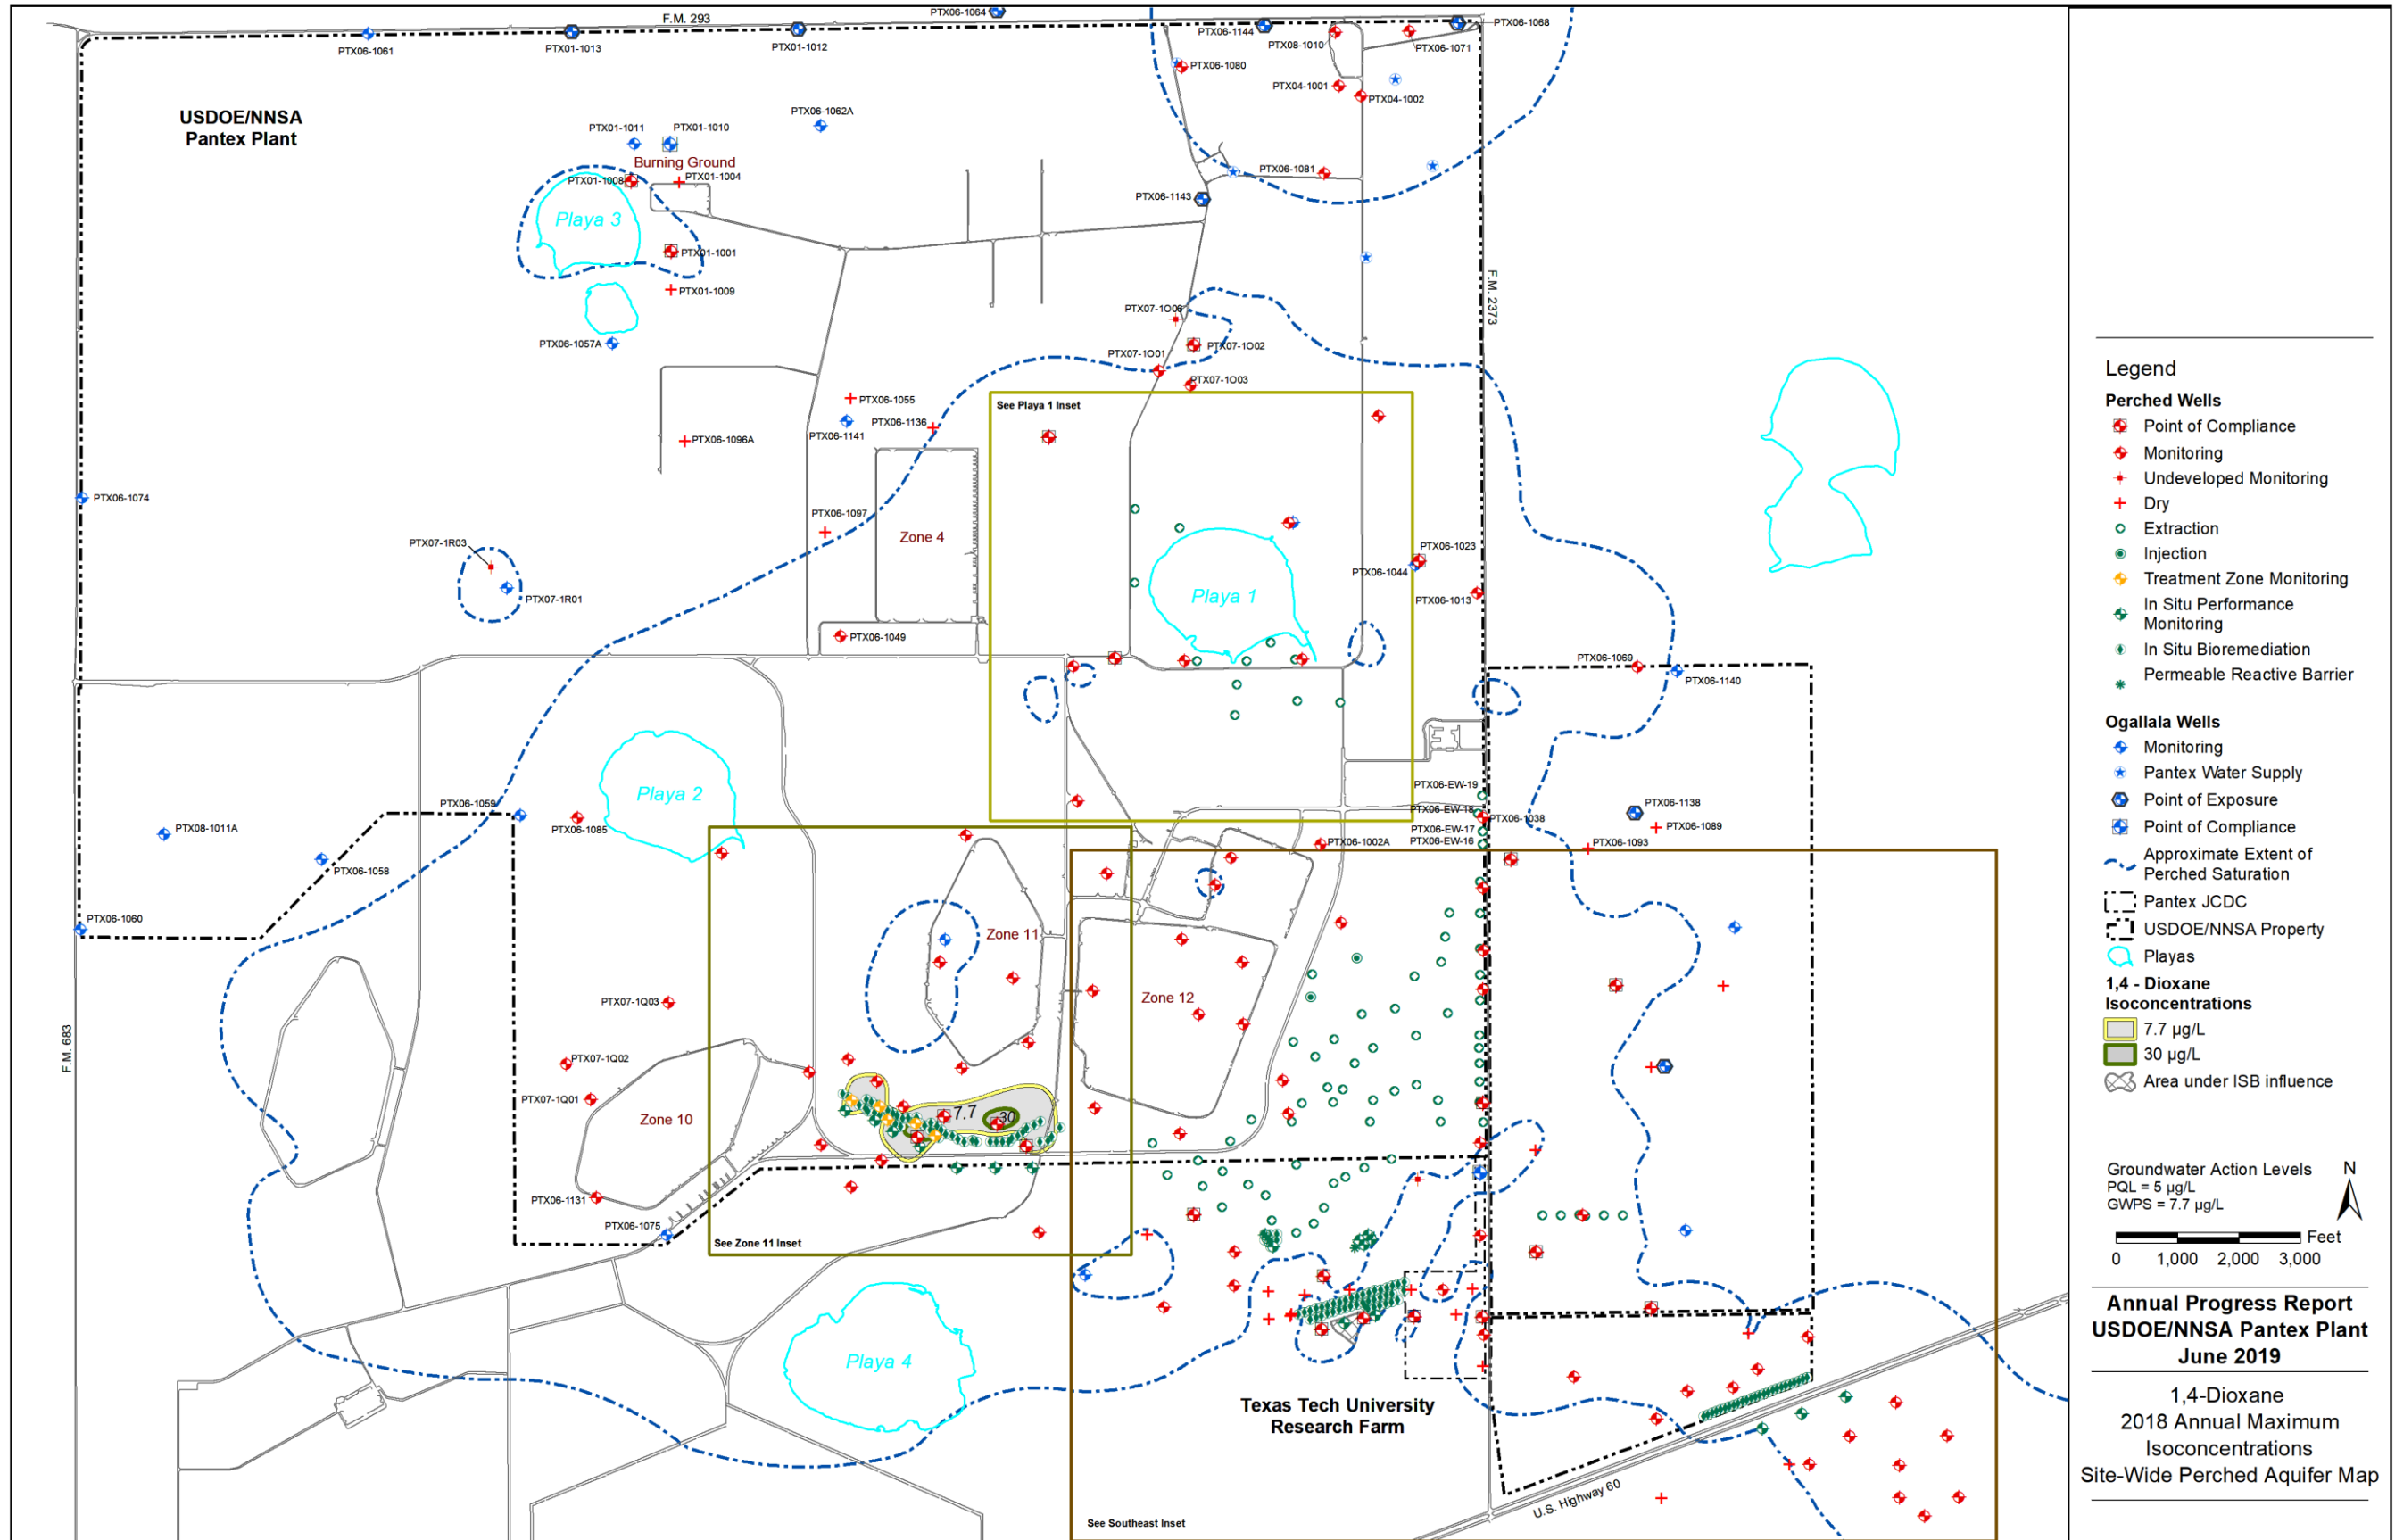 F.M. 293
PTX06-1064
PTX06-1061
PTX01-1013
PTX01-1012
PTX06-1144
PTX06-1068
PTX08-1010
PTX06-1071
PTX06-1080
PTX04-1001
PTX04-1002
USDOE/NNSA
Pantex Plant
PTX06-1062A
PTX01-1011
PTX01-1010
Burning Ground
PTX01-1008
PTX01-1004
PTX06-1081
PTX06-1143
Playa 3
PTX01-1001
PTX01-1009
F.M. 2373
PTX07-1O06
PTX06-1057A
PTX07-1O02
PTX07-1O01
PTX07-1O03
PTX06-1055
See Playa 1 Inset
PTX06-1136
PTX06-1141
PTX06-1096A
PTX06-1074
PTX06-1097
Zone 4
PTX07-1R03
PTX06-1023
PTX06-1044
PTX07-1R01
Playa 1
PTX06-1013
PTX06-1049
PTX06-1069
PTX06-1140
Playa 2
PTX06-EW-19
PTX06-1059
PTX06-EW-18
PTX06-1038
PTX06-1138
PTX08-1011A
PTX06-1085
PTX06-EW-17
PTX06-1089
PTX06-1002A
PTX06-EW-16
PTX06-1093
PTX06-1058
PTX06-1060
Zone 11
PTX07-1Q03
Zone 12
F.M. 683
PTX07-1Q02
PTX07-1Q01
Zone 10
7.7
30
PTX06-1131
PTX06-1075
See Zone 11 Inset
Playa 4
Texas Tech University
Research Farm
U.S. Highway 60
See Southeast Inset
Legend
Perched Wells
Point of Compliance
Monitoring
Undeveloped Monitoring
Dry
Extraction
Injection
Treatment Zone Monitoring
In Situ Performance
Monitoring
In Situ Bioremediation
Permeable Reactive Barrier
Ogallala Wells
Monitoring
Pantex Water Supply
Point of Exposure
Point of Compliance
Approximate Extent of
Perched Saturation
Pantex JCDC
USDOE/NNSA Property
Playas
1,4 - Dioxane
Isoconcentrations
7.7 µg/L
30 µg/L
Area under ISB influence
Groundwater Action Levels
PQL = 5 µg/L
GWPS = 7.7 µg/L
N
Feet
0 1,000 2,000 3,000
Annual Progress Report
USDOE/NNSA Pantex Plant
June 2019
1,4-Dioxane
2018 Annual Maximum
Isoconcentrations
Site-Wide Perched Aquifer Map